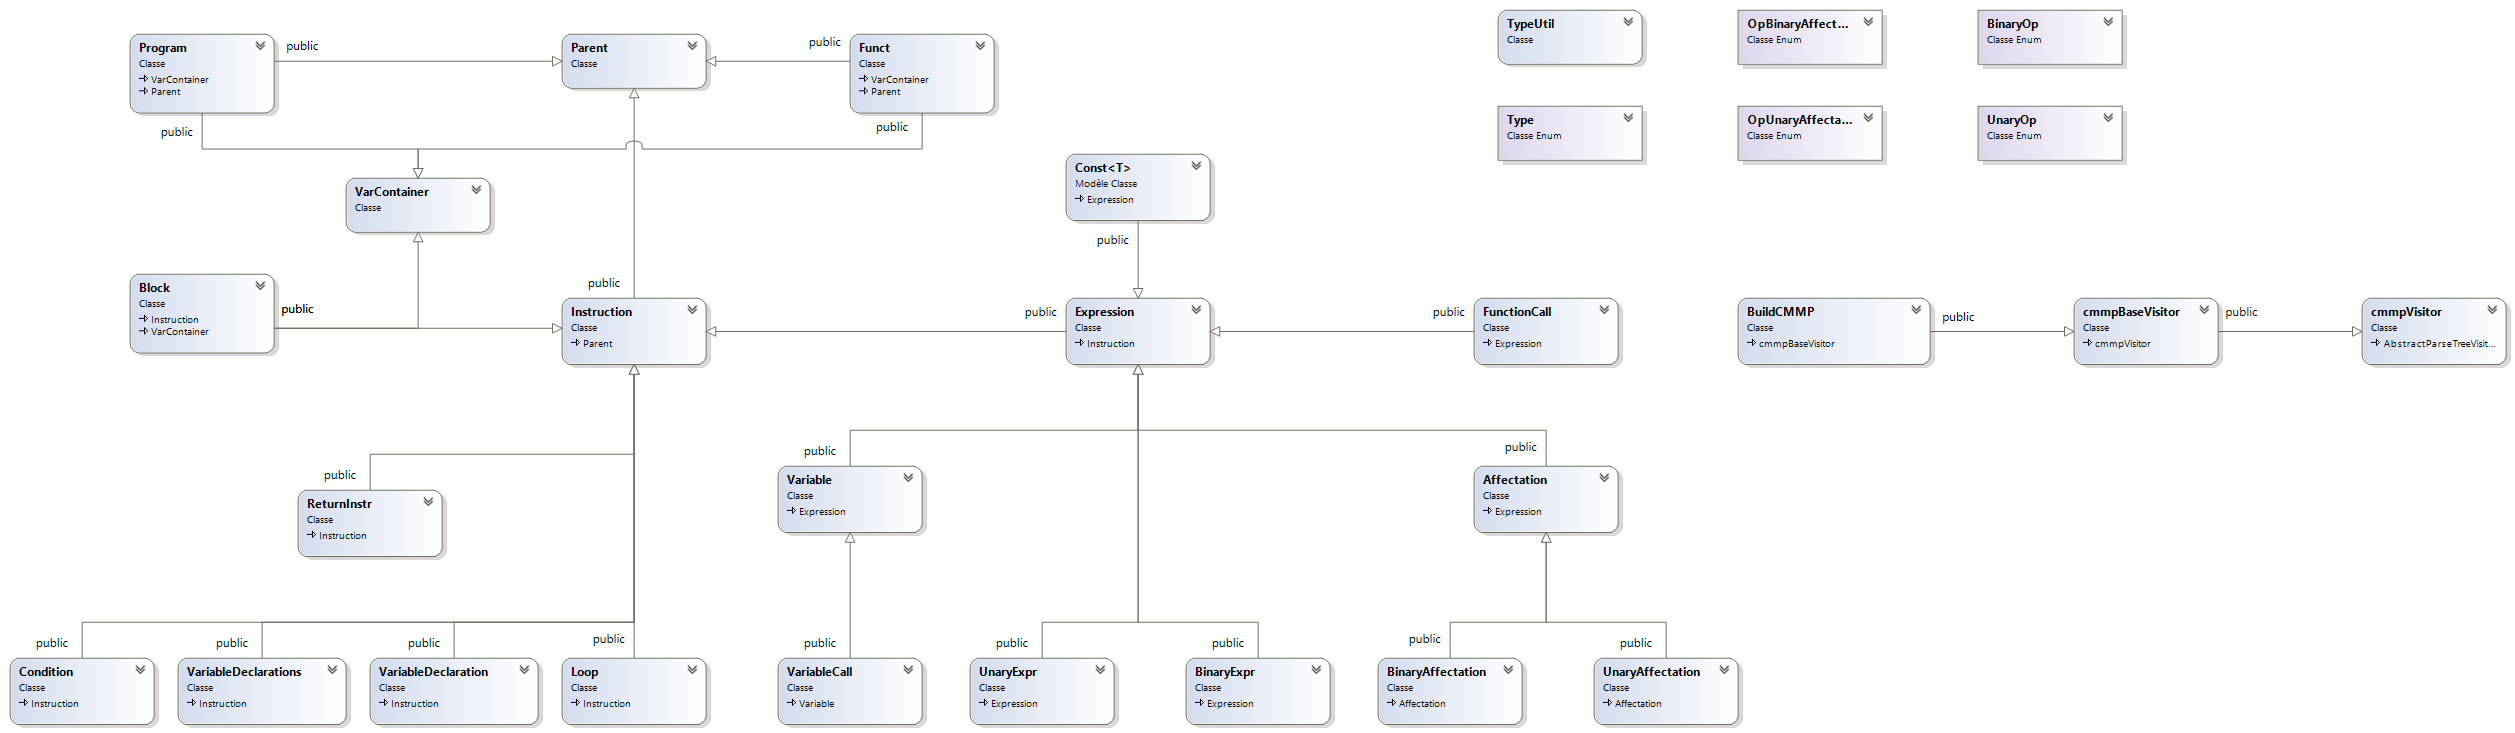 Program
Classe
VarContainer
Parent
public
Parent
Classe
public
Funct
Classe
VarContainer
Parent
TypeUtil
Classe
OpBinaryAffect...
Classe Enum
BinaryOp
Classe Enum
public
public
Type
Classe Enum
OpUnaryAffecta...
Classe Enum
UnaryOp
Classe Enum
VarContainer
Classe
Const<T>
Modèle Classe
Expression
public
Block
Classe
Instruction
VarContainer
public
public
Instruction
Classe
Parent
public
Expression
Classe
Instruction
public
FunctionCall
Classe
Expression
BuildCMMP
Classe
cmmpBaseVisitor
public
cmmpBaseVisitor
Classe
cmmpVisitor
public
cmmpVisitor
Classe
AbstractParseTreeVisit...
public
ReturnInstr
Classe
Instruction
public
Variable
Classe
Expression
public
Affectation
Classe
Expression
public
public
public
public
public
public
public
public
public
Condition
Classe
Instruction
VariableDeclarations
Classe
Instruction
VariableDeclaration
Classe
Instruction
Loop
Classe
Instruction
VariableCall
Classe
Variable
UnaryExpr
Classe
Expression
BinaryExpr
Classe
Expression
BinaryAffectation
Classe
Affectation
UnaryAffectation
Classe
Affectation